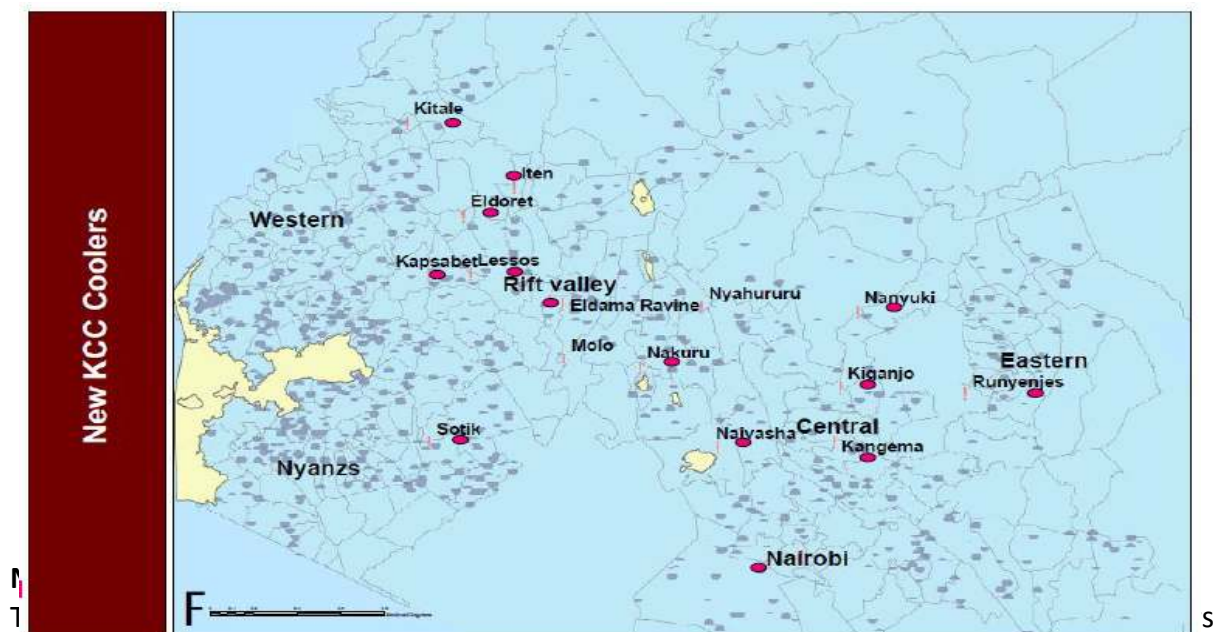 New KCC Coolers
Kitale
Iten
Eldoret
Western
Kapsabet
Lessos
Rift valley
Eldama Ravine
Nyahururu
Nanyuki
Molo
Nakuru
Eastern
Kiganjo
Runyenjes
Sotik
Naivasha
Central
Kangema
Nyanzs
Nairobi
F
T
s